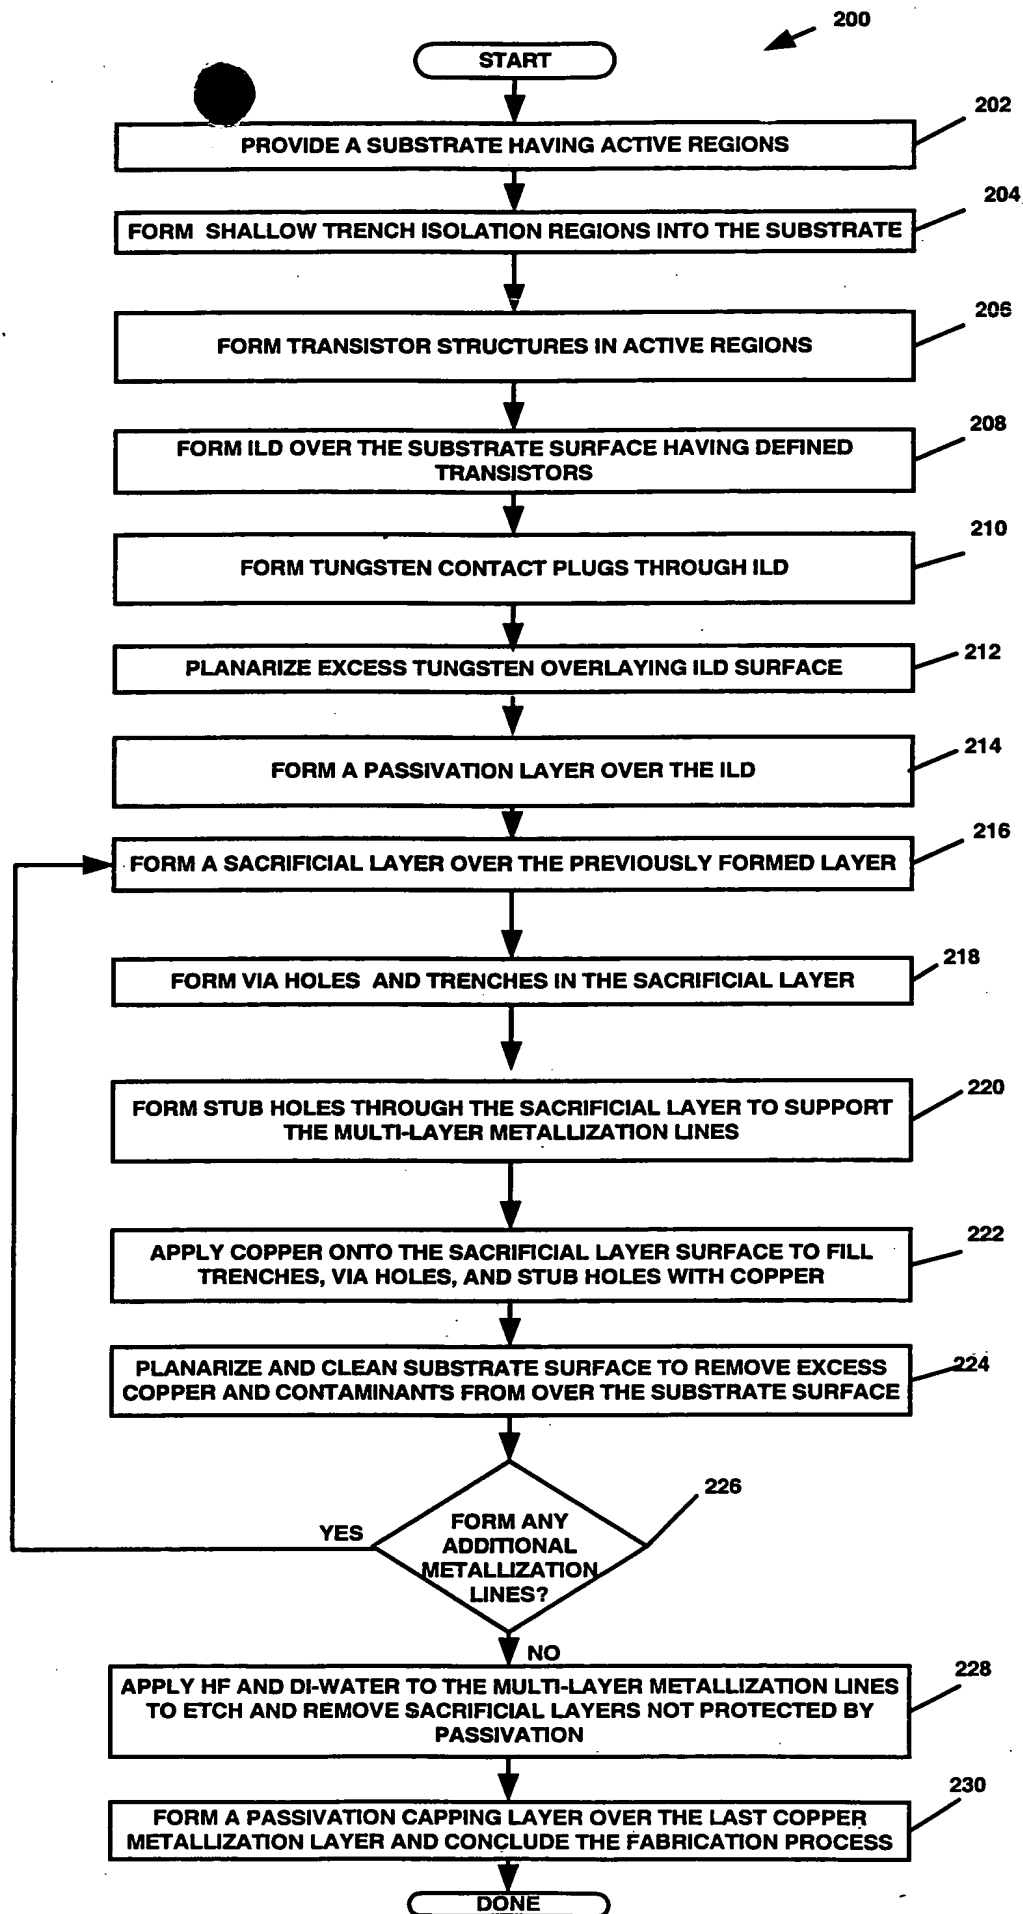 200
START
202
PROVIDE A SUBSTRATE HAVING ACTIVE REGIONS
204
FORM SHALLOW TRENCH ISOLATION REGIONS INTO THE SUBSTRATE
206
FORM TRANSISTOR STRUCTURES IN ACTIVE REGIONS
208
FORM ILD OVER THE SUBSTRATE SURFACE HAVING DEFINED
TRANSISTORS
210
FORM TUNGSTEN CONTACT PLUGS THROUGH ILD
212
PLANARIZE EXCESS TUNGSTEN OVERLAYING ILD SURFACE
214
FORM A PASSIVATION LAYER OVER THE ILD
216
FORM A SACRIFICIAL LAYER OVER THE PREVIOUSLY FORMED LAYER
218
FORM VIA HOLES AND TRENCHES IN THE SACRIFICIAL LAYER
220
FORM STUB HOLES THROUGH THE SACRIFICIAL LAYER TO SUPPORT
THE MULTI-LAYER METALLIZATION LINES
222
APPLY COPPER ONTO THE SACRIFICIAL LAYER SURFACE TO FILL
TRENCHES, VIA HOLES, AND STUB HOLES WITH COPPER
224
PLANARIZE AND CLEAN SUBSTRATE SURFACE TO REMOVE EXCESS
COPPER AND CONTAMINANTS FROM OVER THE SUBSTRATE SURFACE
226
YES
FORM ANY
ADDITIONAL
METALLIZATION
LINES?
NO
228
APPLY HF AND DI-WATER TO THE MULTI-LAYER METALLIZATION LINES
TO ETCH AND REMOVE SACRIFICIAL LAYERS NOT PROTECTED BY
PASSIVATION
230
FORM A PASSIVATION CAPPING LAYER OVER THE LAST COPPER
METALLIZATION LAYER AND CONCLUDE THE FABRICATION PROCESS
DONE